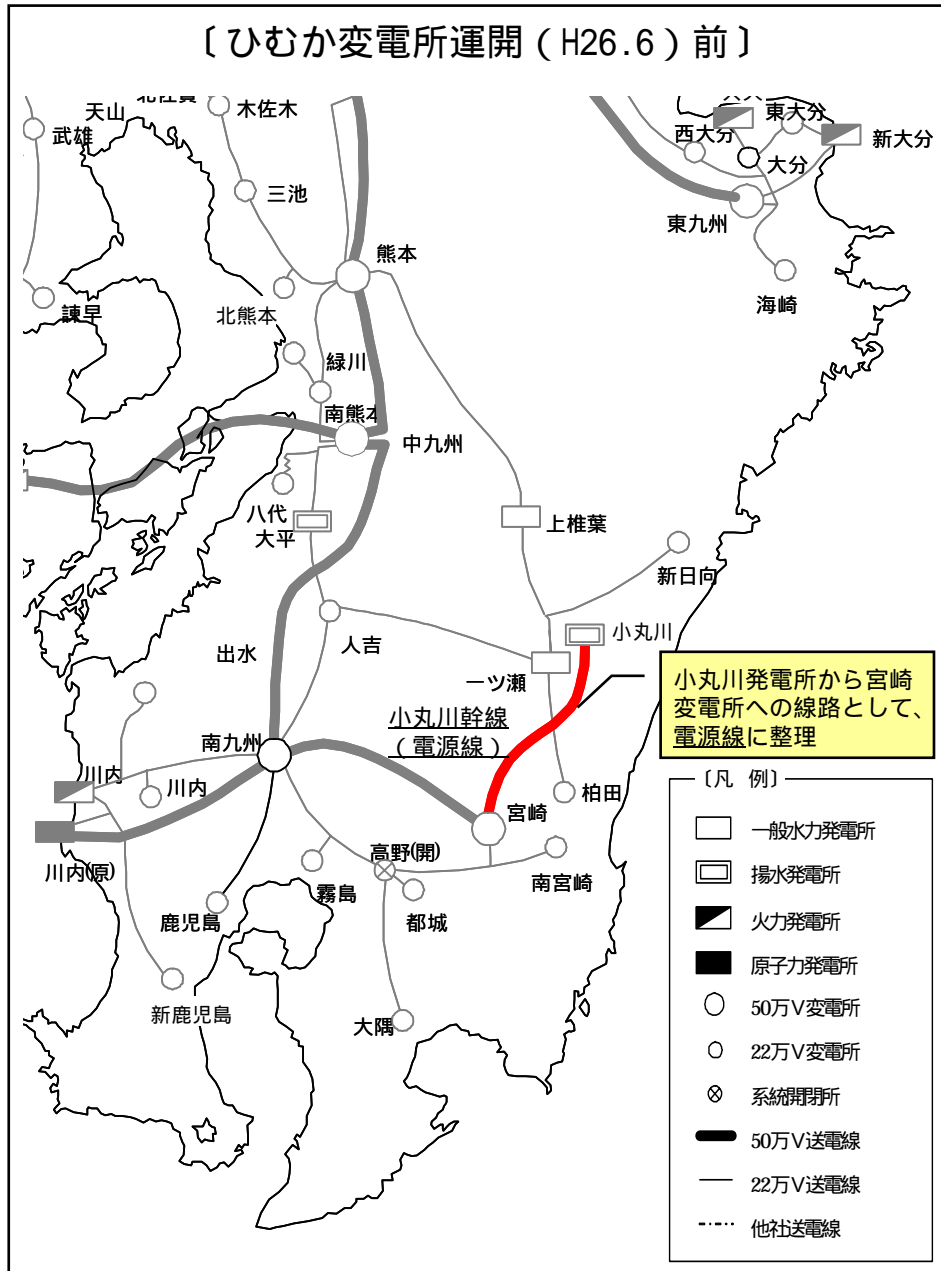 〔ひむか変電所運開（H26.6）前〕
木佐木
天山
武雄
東大分
西大分
新大分
大分
三池
東九州
熊本
海崎
諫早
北熊本
緑川
南熊本
中九州
八代
大平
上椎葉
新日向
小丸川
人吉
出水
一ツ瀬
小丸川発電所から宮崎
変電所への線路として、
電源線に整理
小丸川幹線
（電源線）
南九州
川内
川内
柏田
宮崎
高野(開)
川内(原)
霧島
南宮崎
鹿児島
都城
新鹿児島
大隅
〔凡 例〕
一般水力発電所
揚水発電所
火力発電所
原子力発電所
50万V変電所
22万V変電所
系統開閉所
50万V送電線
22万V送電線
他社送電線